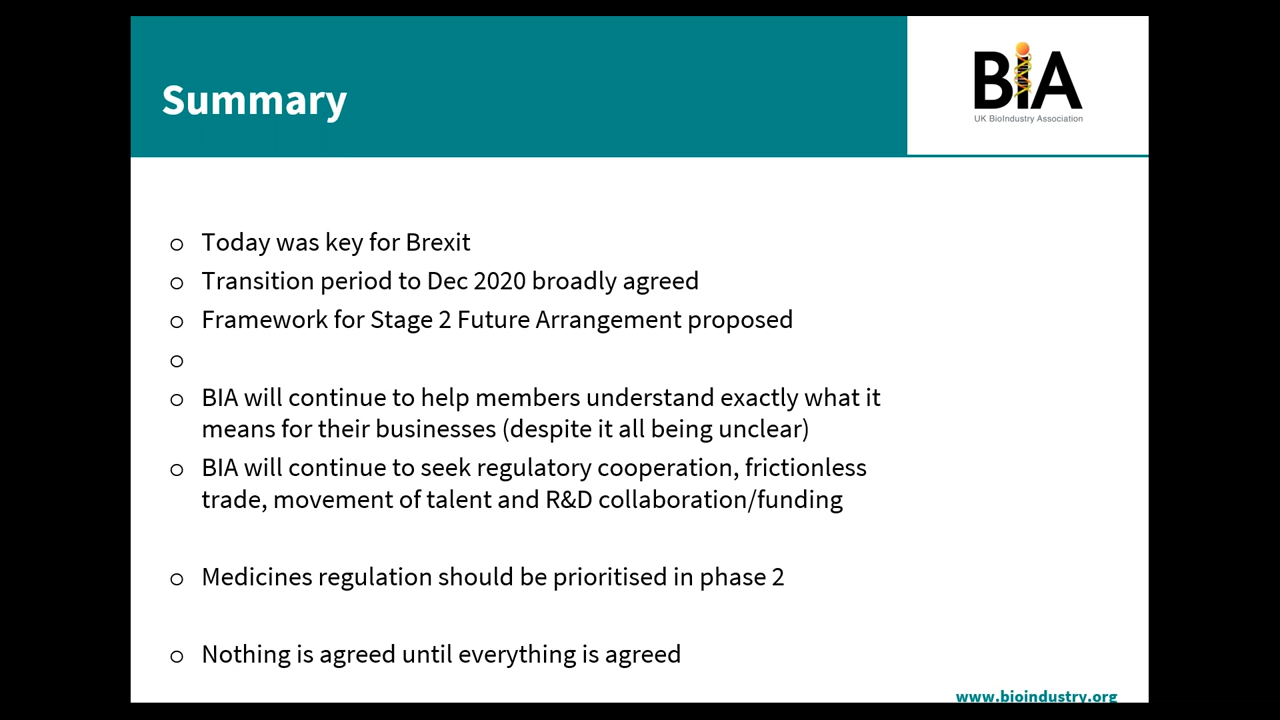 Summary
BIA
UK BioIndustry Association
o Today was key for Brexit
o Transition period to Dec 2020 broadly agreed
o Framework for Stage 2 Future Arrangement proposed
o
o BIA will continue to help members understand exactly what it
means for their businesses (despite it all being unclear)
o BIA will continue to seek regulatory cooperation, frictionless
trade, movement of talent and R&D collaboration/funding
o Medicines regulation should be prioritised in phase 2
o Nothing is agreed until everything is agreed
www.bioindustry.org